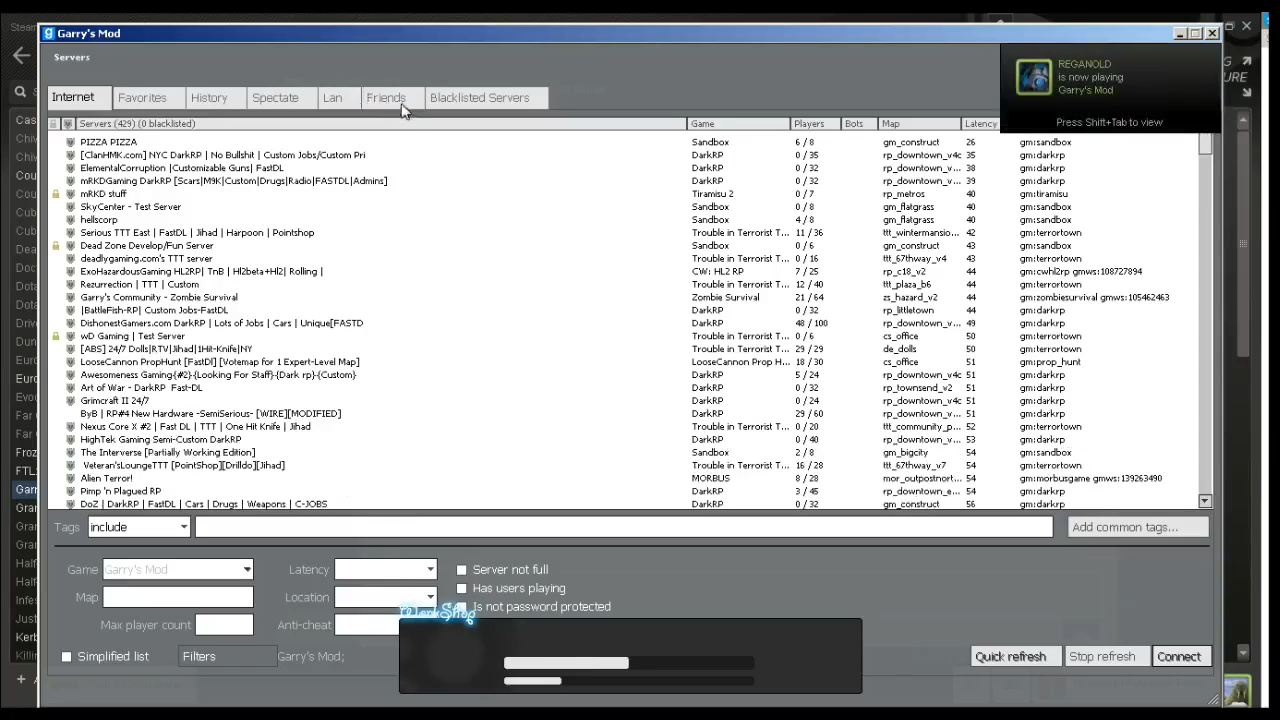 Steam
Garry's Mod
Servers
REGANOLD
is now playing
Garry's Mod
Press Shift+Tab to view
Internet Favorites History Spectate Lan Friends Blacklisted Servers
Servers (429) (0 blacklisted) Game Players Bots Map Latency
PIZZA PIZZA Sandbox 6 / 8 gm_construct 26
[ClanHMK.com] NYC DarkRP | No Bullshit | Custom Jobs/Custom Pri DarkRP 0 / 35 rp_downtown_v4c 35 gm:darkrp
ElementalCorruption |Customizable Guns| FastDL DarkRP 0 / 32 rp_downtown_v... 38 gm:darkrp
mRKDGaming DarkRP [Scars|M9K|Custom|Drugs|Radio|FASTDL|Admins] DarkRP 0 / 32 rp_downtown_v... 39 gm:darkrp
mRKD stuff Tiramisu 2 0 / 7 rp_metros 40 gm:tiramisu
SkyCenter - Test Server Sandbox 0 / 8 gm_flatgrass 40 gm:sandbox
hellscorp Sandbox 4 / 8 gm_flatgrass 40 gm:sandbox
Serious TTT East | FastDL | Jihad | Harpoon | Pointshop Trouble in Terrorist T... 11 / 36 ttt_wintermansio... 42 gm:terrortown
Dead Zone Develop/Fun Server Sandbox 0 / 6 gm_construct 42 gm:sandbox
deadlygaming.com's TTT server Trouble in Terrorist T... 0 / 16 ttt_67thway_v4 43 gm:terrortown
ExoHazardousGaming HL2RP| TnB | Hl2beta+Hl2| Rolling | CW: HL2 RP 7 / 25 rp_c18_v2 44 gm:cwhl2rp gmws:108727894
Rezurrection | TTT | Custom Trouble in Terrorist T... 12 / 40 ttt_plaza_b6 44 gm:terrortown
Garry's Community - Zombie Survival Zombie Survival 21 / 64 zs_hazard_v2 44 gm:zombiesurvival gmws:105462463
|BattleFish-RP| Custom Jobs-FastDL DarkRP 0 / 32 rp_littletown 44 gm:darkrp
DishonestGamers.com DarkRP | Lots of Jobs | Cars | Unique[FASTD DarkRP 48 / 100 rp_downtown_v... 49 gm:darkrp
wD Gaming | Test Server Trouble in Terrorist T... 0 / 6 cs_office 50 gm:terrortown
[ABS] 24/7 Dolls|RTV|Jihad|1Hit-Knife|NY Trouble in Terrorist T... 29 / 29 de_dolls 50 gm:terrortown
LooseCannon PropHunt [FastDl] [Votemap for 1 Expert-Level Map] LooseCannon Prop H... 18 / 30 cs_office 51 gm:prop_hunt
Awesomeness Gaming{#2}-{Looking For Staff}-{Dark rp}-{Custom} DarkRP 5 / 24 rp_downtown_v4c 51 gm:darkrp
Art of War - DarkRP Fast-DL DarkRP 0 / 32 rp_townsend_v2 51 gm:darkrp
Grimcraft II 24/7 DarkRP 0 / 24 rp_downtown_v4c 51 gm:darkrp
ByB | RP#4 New Hardware -SemiSerious- [WIRE][MODIFIED] DarkRP 29 / 60 rp_downtown_v... 51 gm:darkrp
Nexus Core X #2 | Fast DL | TTT | One Hit Knife | Jihad Trouble in Terrorist T... 0 / 20 ttt_community_p... 52 gm:terrortown
HighTek Gaming Semi-Custom DarkRP DarkRP 0 / 40 rp_downtown_v... 53 gm:darkrp
The Interverse [Partially Working Edition] Sandbox 2 / 8 gm_bigcity 54 gm:sandbox
Veteran'sLoungeTTT [PointShop][Drilldo][Jihad] Trouble in Terrorist T... 16 / 28 ttt_67thway_v7 54 gm:terrortown
Alien Terror! MORBUS 8 / 28 mor_outpostnort... 54 gm:morbusgame gmws:139263490
Pimp 'n Plagued RP DarkRP 3 / 45 rp_downtown_e... 54 gm:darkrp
DoZ | DarkRP | FastDL | Cars | Drugs | Weapons | C-JOBS DarkRP 0 / 32 gm_construct 56 gm:darkrp
Tags include Add common tags...
Game Garry's Mod Latency Server not full
Has users playing
Map Location Is not password protected
WorkShop
Max player count Anti-cheat
Simplified list Filters Garry's Mod; Quick refresh Stop refresh Connect